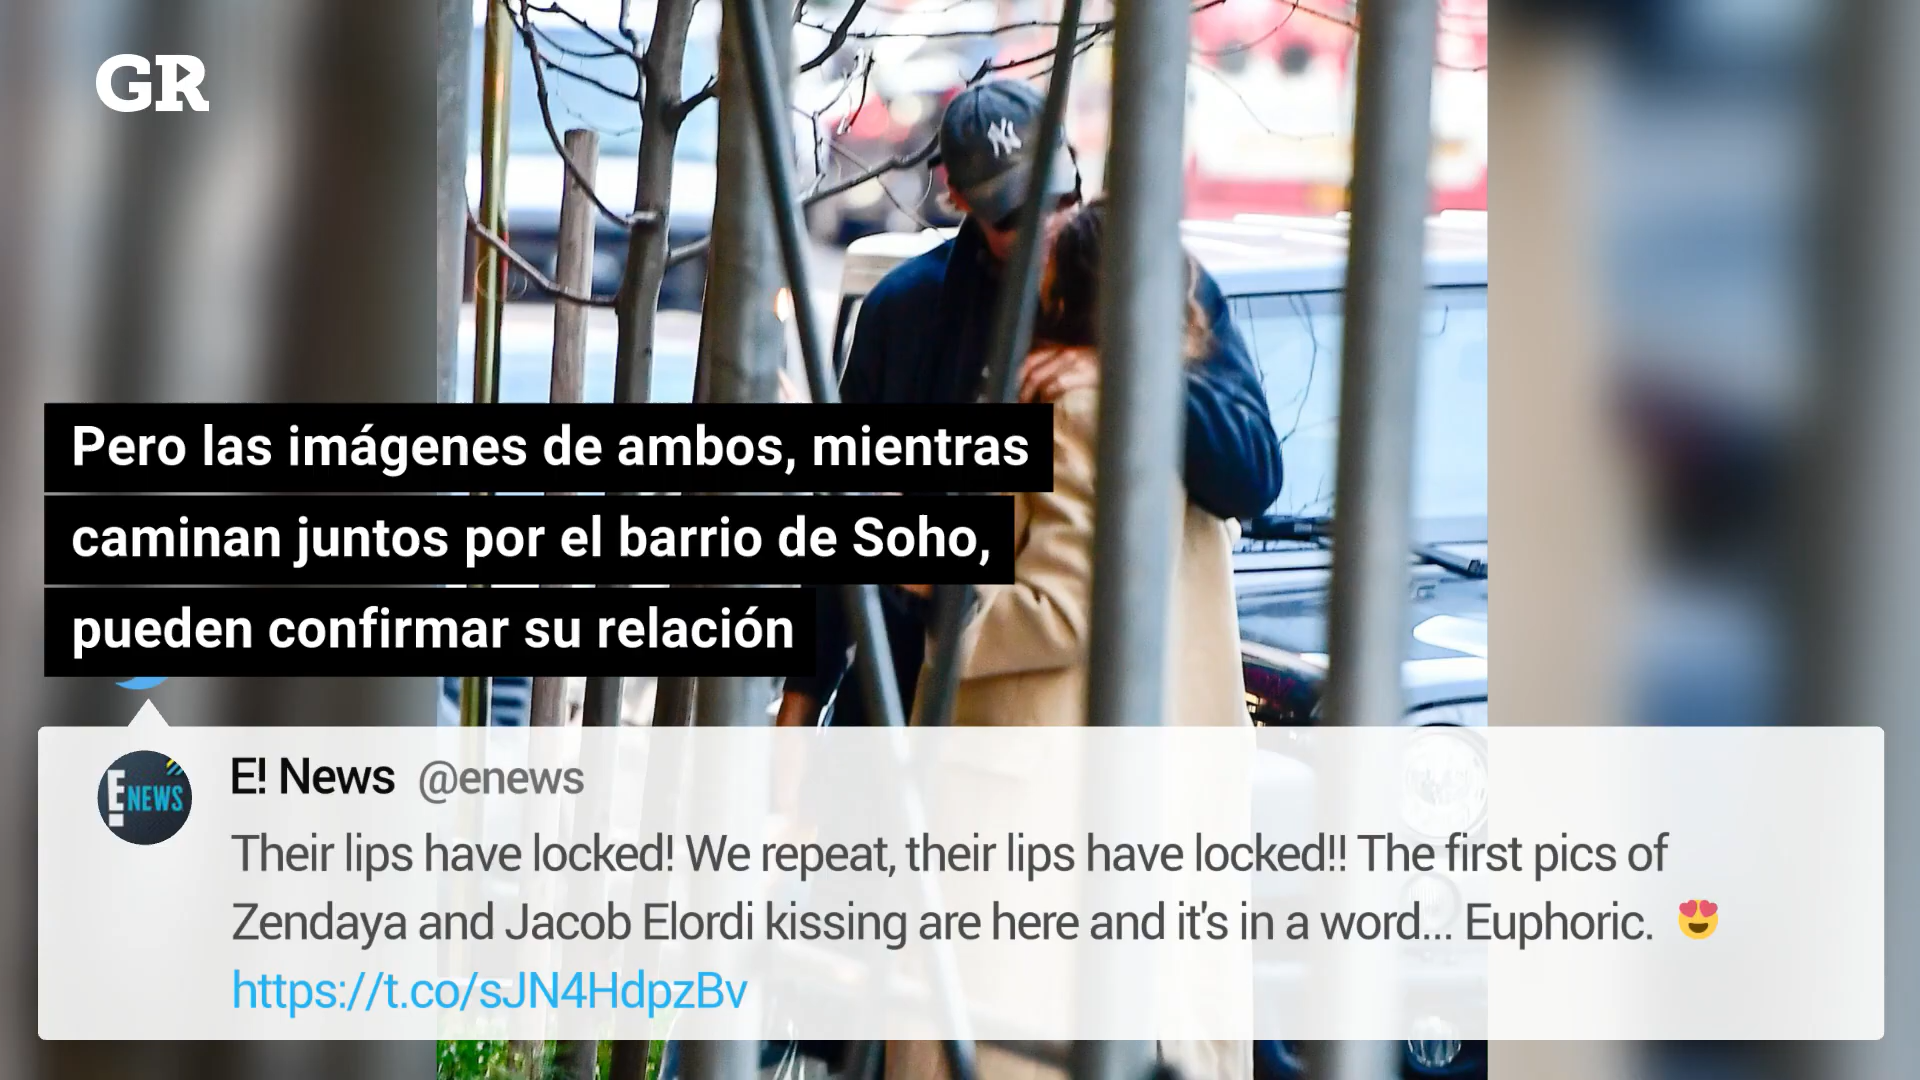 GR
NY
Pero las imágenes de ambos, mientras
caminan juntos por el barrio de Soho,
pueden confirmar su relación
E! NEWS
E! News @enews
Their lips have locked! We repeat, their lips have locked!! The first pics of
Zendaya and Jacob Elordi kissing are here and it's in a word... Euphoric. 😍
https://t.co/sJN4HdpzBv